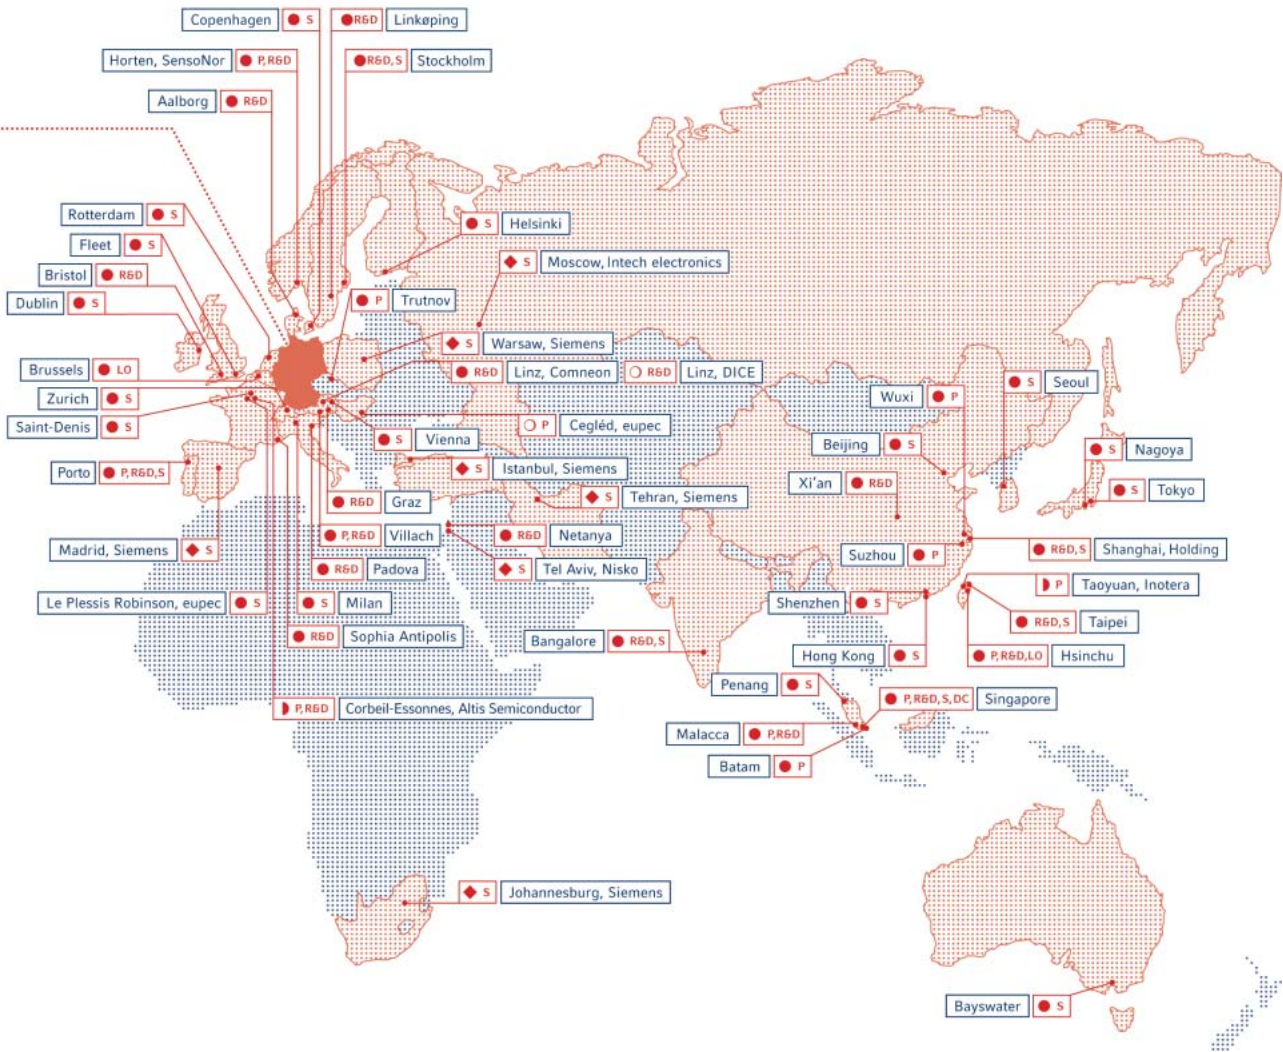 Copenhagen S
R&D Linkøping
Horten, SensoNor P,R&D
R&D, S Stockholm
Aalborg R&D
Rotterdam S
S Helsinki
Fleet S
S Moscow, Intech electronics
Bristol R&D
Dublin S
P Trutnov
S Warsaw, Siemens
Brussels LO
R&D Linz, Comneon
R&D Linz, DICE
S Seoul
Zurich S
Wuxi P
Saint-Denis S
P Cegléd, eupec
S Vienna
Beijing S
S Nagoya
Porto P,R&D,S
S Istanbul, Siemens
Xi'an R&D
S Tokyo
S Tehran, Siemens
R&D Graz
P,R&D Villach
R&D Netanya
Madrid, Siemens S
Suzhou P
R&D, S Shanghai, Holding
R&D Padova
S Tel Aviv, Nisko
P Taoyuan, Inotera
Le Plessis Robinson, eupec S
S Milan
Shenzhen S
R&D, S Taipei
R&D Sophia Antipolis
Bangalore R&D, S
Hong Kong S
P,R&D,LO Hsinchu
Penang S
P,R&D,S,DC Singapore
P,R&D Corbeil-Essonnes, Altis Semiconductor
Malacca P,R&D
Batam P
S Johannesburg, Siemens
Bayswater S